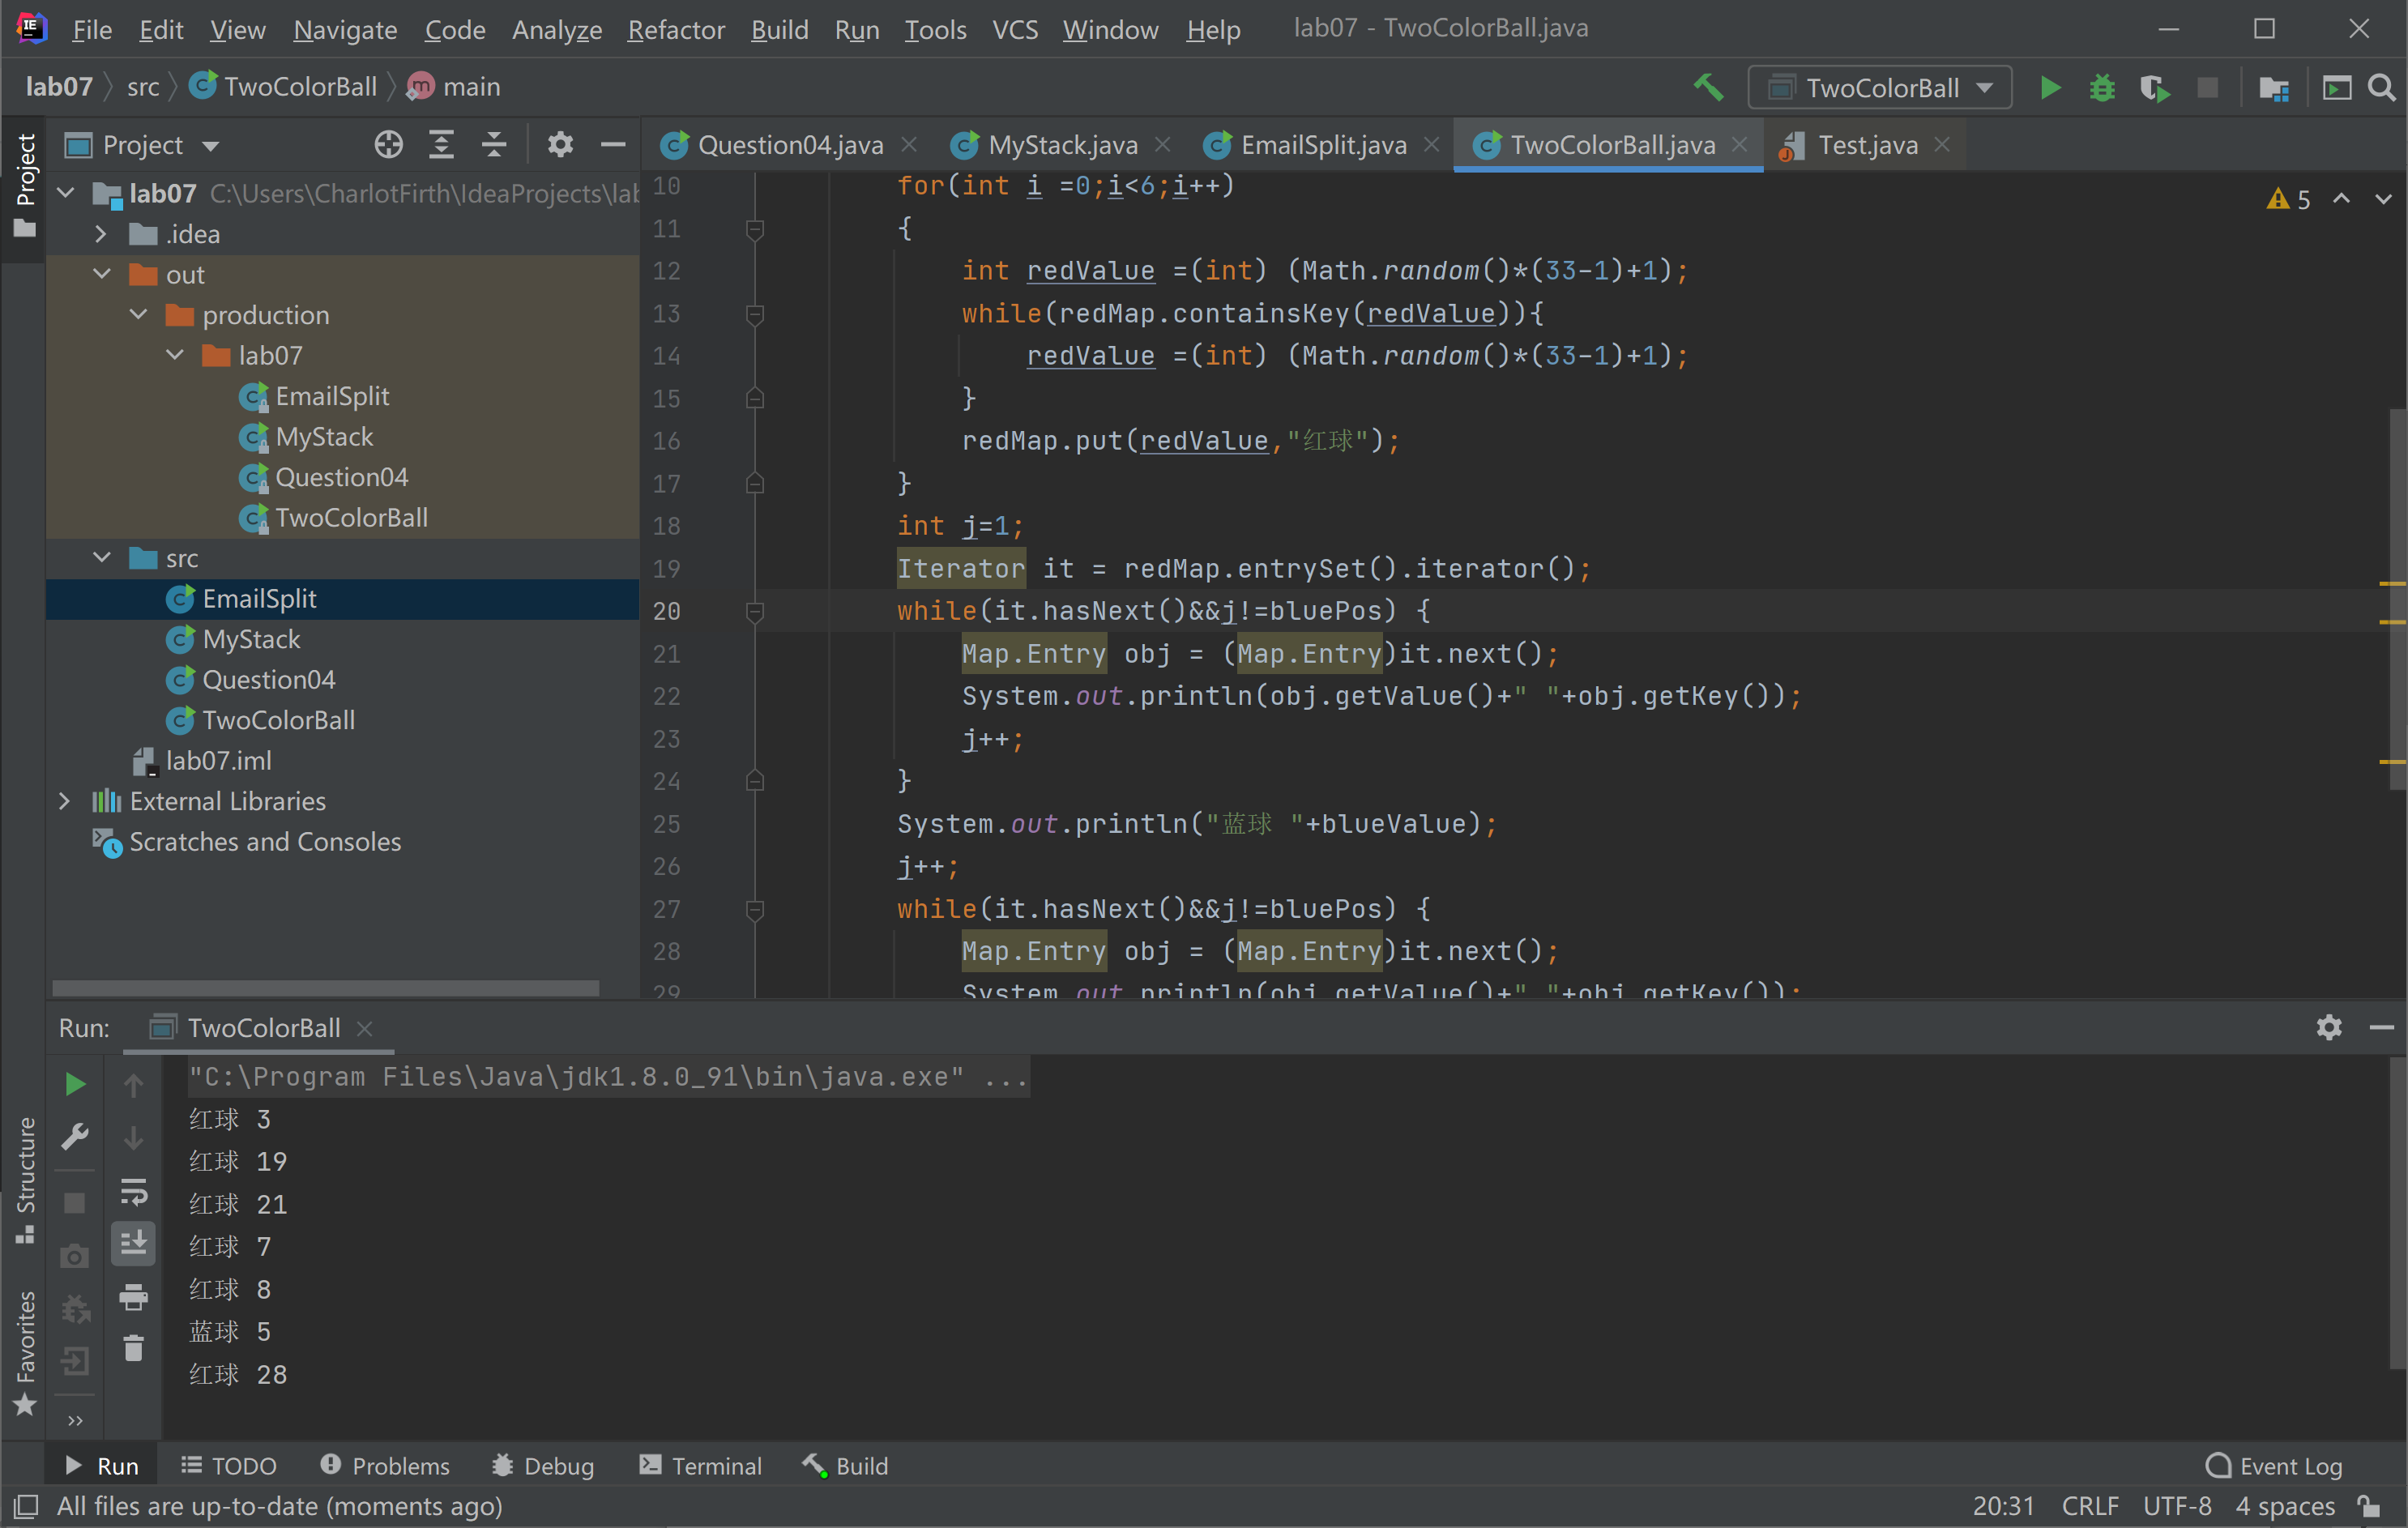 File Edit View Navigate Code Analyze Refactor Build Run Tools VCS Window Help lab07 - TwoColorBall.java
lab07 src TwoColorBall main TwoColorBall
Project
Project
lab07 C:\Users\CharlotFirth\IdeaProjects\lab
.idea
out
production
lab07
EmailSplit
MyStack
Question04
TwoColorBall
src
EmailSplit
MyStack
Question04
TwoColorBall
lab07.iml
External Libraries
Scratches and Consoles
Question04.java MyStack.java EmailSplit.java TwoColorBall.java Test.java
5
10 for(int i =0;i<6;i++)
11 {
12 int redValue =(int) (Math.random()*(33-1)+1);
13 while(redMap.containsKey(redValue)){
14 redValue =(int) (Math.random()*(33-1)+1);
15 }
16 redMap.put(redValue,"红球");
17 }
18 int j=1;
19 Iterator it = redMap.entrySet().iterator();
20 while(it.hasNext()&&j!=bluePos) {
21 Map.Entry obj = (Map.Entry)it.next();
22 System.out.println(obj.getValue()+" "+obj.getKey());
23 j++;
24 }
25 System.out.println("蓝球 "+blueValue);
26 j++;
27 while(it.hasNext()&&j!=bluePos) {
28 Map.Entry obj = (Map.Entry)it.next();
29 System.out.println(obj.getValue()+" "+obj.getKey());
Run: TwoColorBall
"C:\Program Files\Java\jdk1.8.0_91\bin\java.exe" ...
红球 3
红球 19
红球 21
红球 7
红球 8
蓝球 5
红球 28
Structure
Favorites
Run TODO Problems Debug Terminal Build Event Log
All files are up-to-date (moments ago) 20:31 CRLF UTF-8 4 spaces